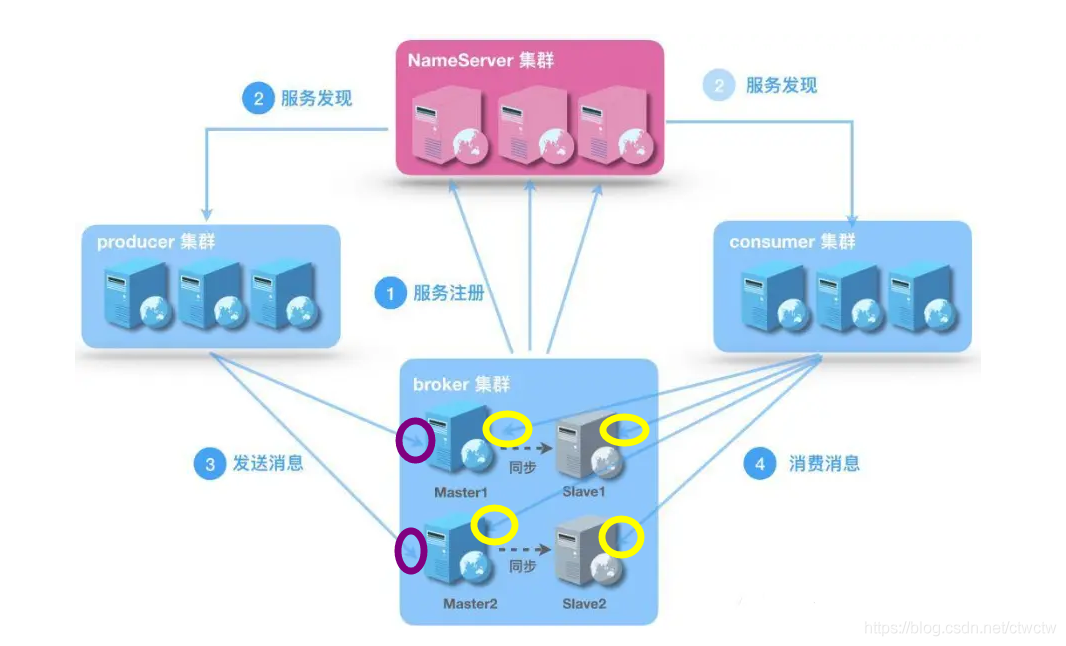 NameServer 集群
2 服务发现
2 服务发现
producer 集群
consumer 集群
1 服务注册
broker 集群
3 发送消息
4 消费消息
同步
Master1
Slave1
同步
Master2
Slave2
https://blog.csdn.net/ctwctw